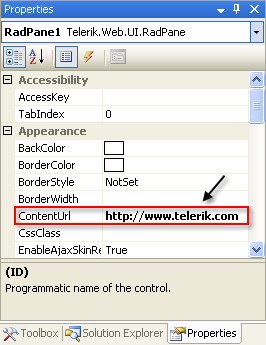 Properties
RadPane1 Telerik.Web.UI.RadPane
A Z
Accessibility
AccessKey
TabIndex 0
Appearance
BackColor
BorderColor
BorderStyle NotSet
BorderWidth
ContentUrl http://www.telerik.com
CssClass
EnableAjaxSkinRe True
(ID)
Programmatic name of the control.
Toolbox Solution Explorer Properties